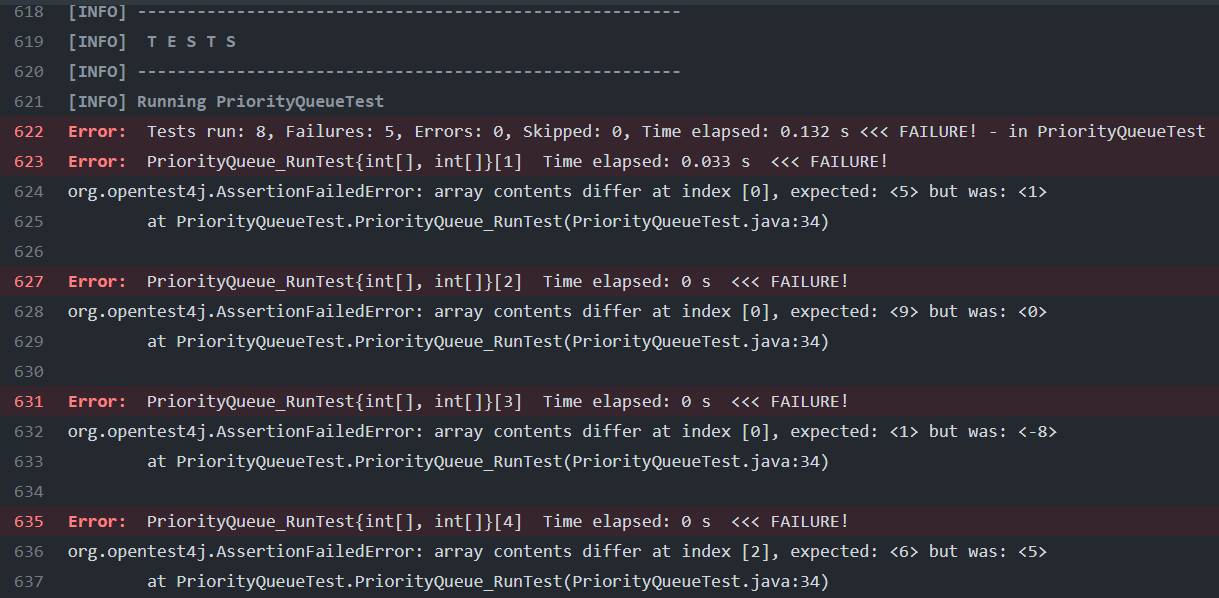 618 [INFO] -------------------------------------------------------
619 [INFO]  T E S T S
620 [INFO] -------------------------------------------------------
621 [INFO] Running PriorityQueueTest
622 Error:  Tests run: 8, Failures: 5, Errors: 0, Skipped: 0, Time elapsed: 0.132 s <<< FAILURE! - in PriorityQueueTest
623 Error:  PriorityQueue_RunTest{int[], int[]}[1]  Time elapsed: 0.033 s  <<< FAILURE!
624 org.opentest4j.AssertionFailedError: array contents differ at index [0], expected: <5> but was: <1>
625         at PriorityQueueTest.PriorityQueue_RunTest(PriorityQueueTest.java:34)
626
627 Error:  PriorityQueue_RunTest{int[], int[]}[2]  Time elapsed: 0 s  <<< FAILURE!
628 org.opentest4j.AssertionFailedError: array contents differ at index [0], expected: <9> but was: <0>
629         at PriorityQueueTest.PriorityQueue_RunTest(PriorityQueueTest.java:34)
630
631 Error:  PriorityQueue_RunTest{int[], int[]}[3]  Time elapsed: 0 s  <<< FAILURE!
632 org.opentest4j.AssertionFailedError: array contents differ at index [0], expected: <1> but was: <-8>
633         at PriorityQueueTest.PriorityQueue_RunTest(PriorityQueueTest.java:34)
634
635 Error:  PriorityQueue_RunTest{int[], int[]}[4]  Time elapsed: 0 s  <<< FAILURE!
636 org.opentest4j.AssertionFailedError: array contents differ at index [2], expected: <6> but was: <5>
637         at PriorityQueueTest.PriorityQueue_RunTest(PriorityQueueTest.java:34)